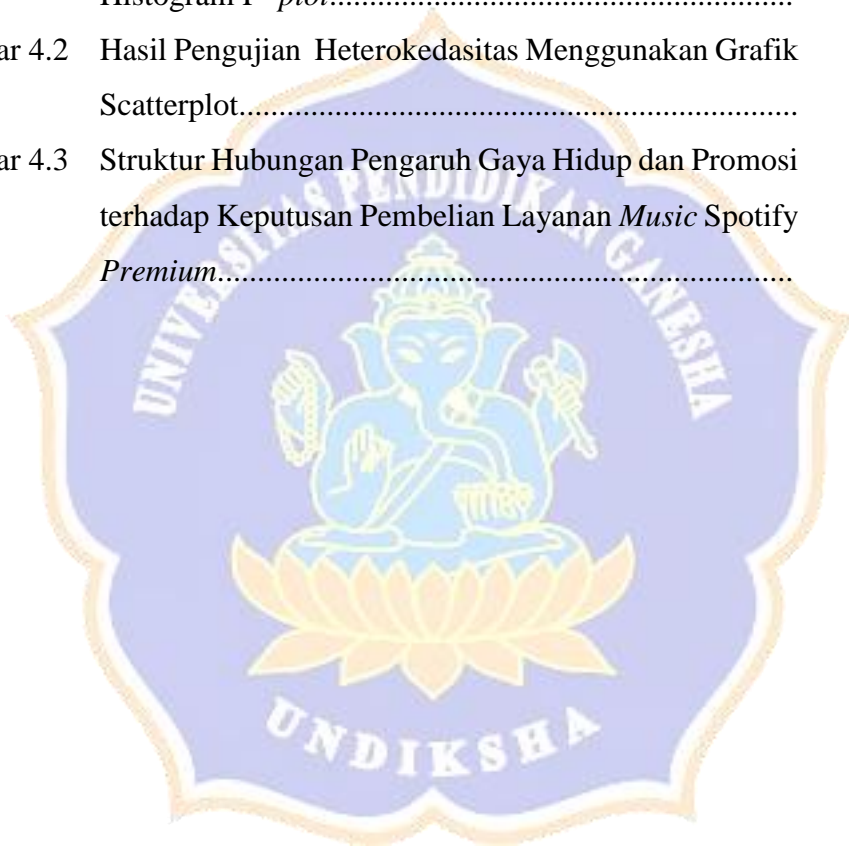 Histogram P- plot..........................................................
ar 4.2 Hasil Pengujian Heterokedasitas Menggunakan Grafik
Scatterplot......................................................................
ar 4.3 Struktur Hubungan Pengaruh Gaya Hidup dan Promosi
terhadap Keputusan Pembelian Layanan Music Spotify
Premium........................................................................
UNIVERSITAS PENDIDIKAN GANESHA
UNDIKSHA